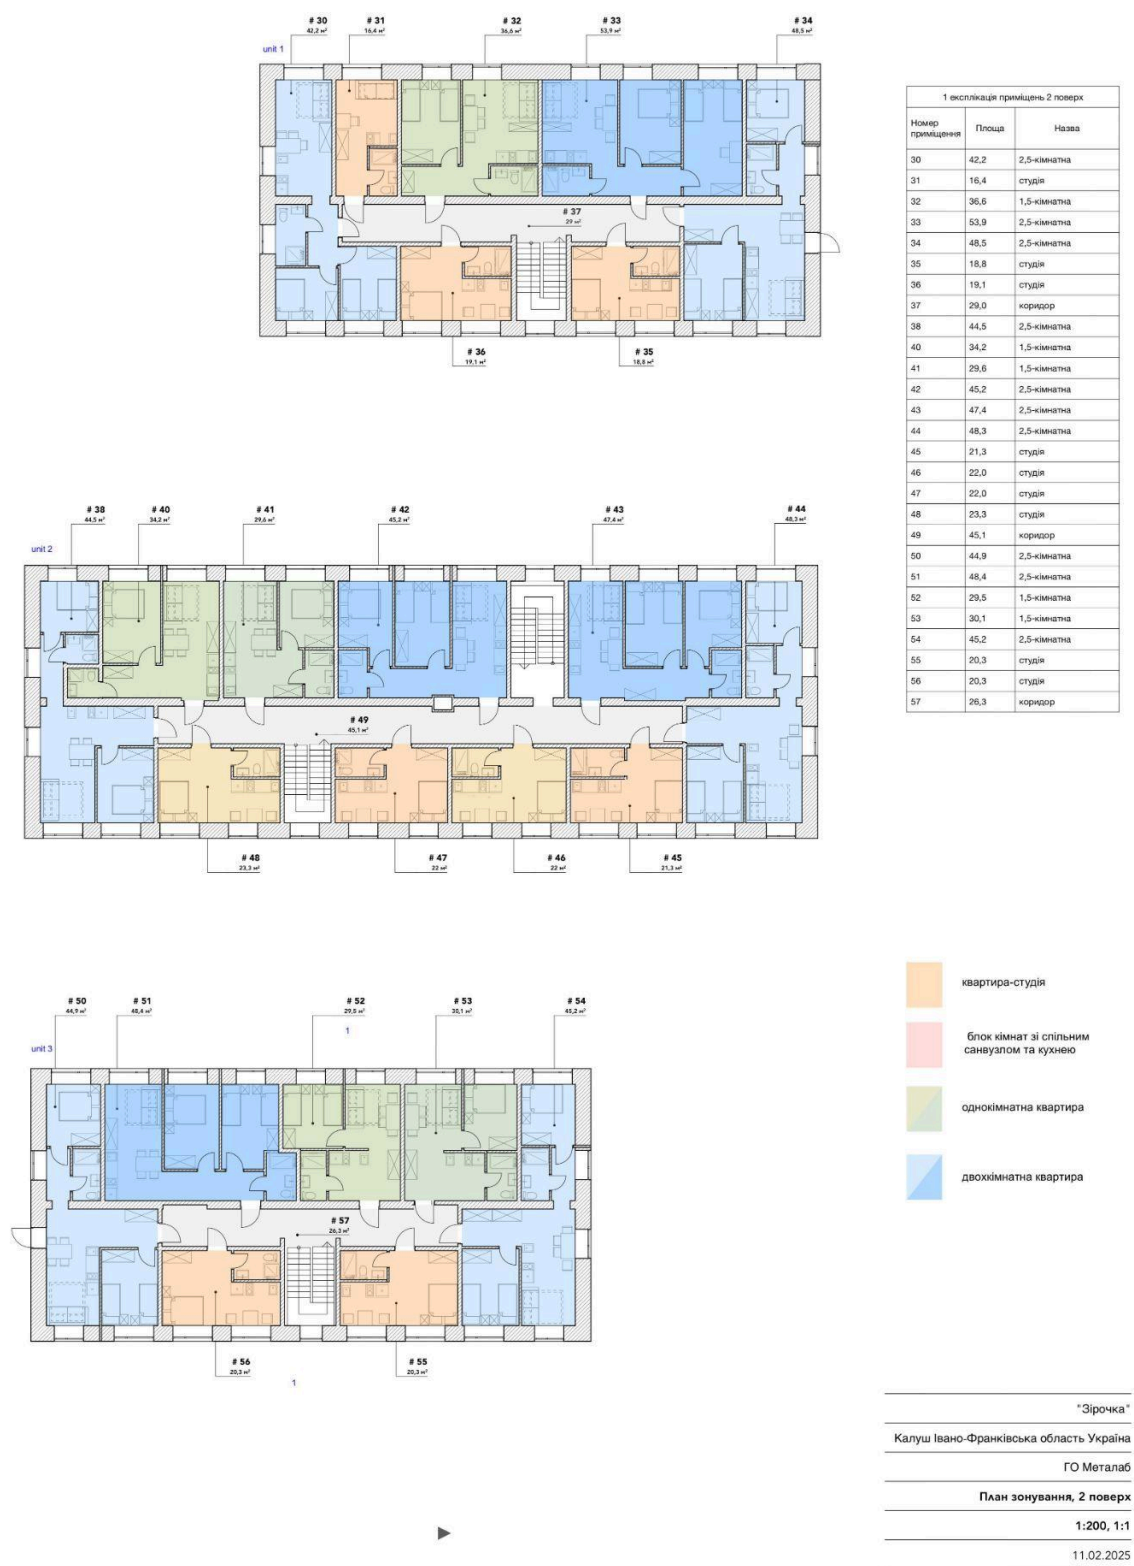 # 30
42,2 м²
# 31
16,4 м²
# 32
36,6 м²
# 33
53,9 м²
# 34
48,5 м²
unit 1
# 37
29 м²
# 36
19,1 м²
# 35
18,8 м²
1 експлікація приміщень 2 поверх
Номер приміщення Площа Назва
30 42,2 2,5-кімнатна
31 16,4 студія
32 36,6 1,5-кімнатна
33 53,9 2,5-кімнатна
34 48,5 2,5-кімнатна
35 18,8 студія
36 19,1 студія
37 29,0 коридор
38 44,5 2,5-кімнатна
40 34,2 1,5-кімнатна
41 29,6 1,5-кімнатна
42 45,2 2,5-кімнатна
43 47,4 2,5-кімнатна
44 48,3 2,5-кімнатна
45 21,3 студія
46 22,0 студія
47 22,0 студія
48 23,3 студія
49 45,1 коридор
50 44,9 2,5-кімнатна
51 48,4 2,5-кімнатна
52 29,5 1,5-кімнатна
53 30,1 1,5-кімнатна
54 45,2 2,5-кімнатна
55 20,3 студія
56 20,3 студія
57 26,3 коридор
# 38
44,5 м²
# 40
34,2 м²
# 41
29,6 м²
# 42
45,2 м²
# 43
47,4 м²
# 44
48,3 м²
unit 2
# 49
45,1 м²
# 48
23,3 м²
# 47
22 м²
# 46
22 м²
# 45
21,3 м²
# 50
44,9 м²
# 51
48,4 м²
# 52
29,5 м²
1
# 53
30,1 м²
# 54
45,2 м²
unit 3
# 57
26,3 м²
# 56
20,3 м²
# 55
20,3 м²
1
квартира-студія
блок кімнат зі спільним
санвузлом та кухнею
однокімнатна квартира
двохкімнатна квартира
"Зірочка"
Калуш Івано-Франківська область Україна
ГО Металаб
План зонування, 2 поверх
1:200, 1:1
11.02.2025